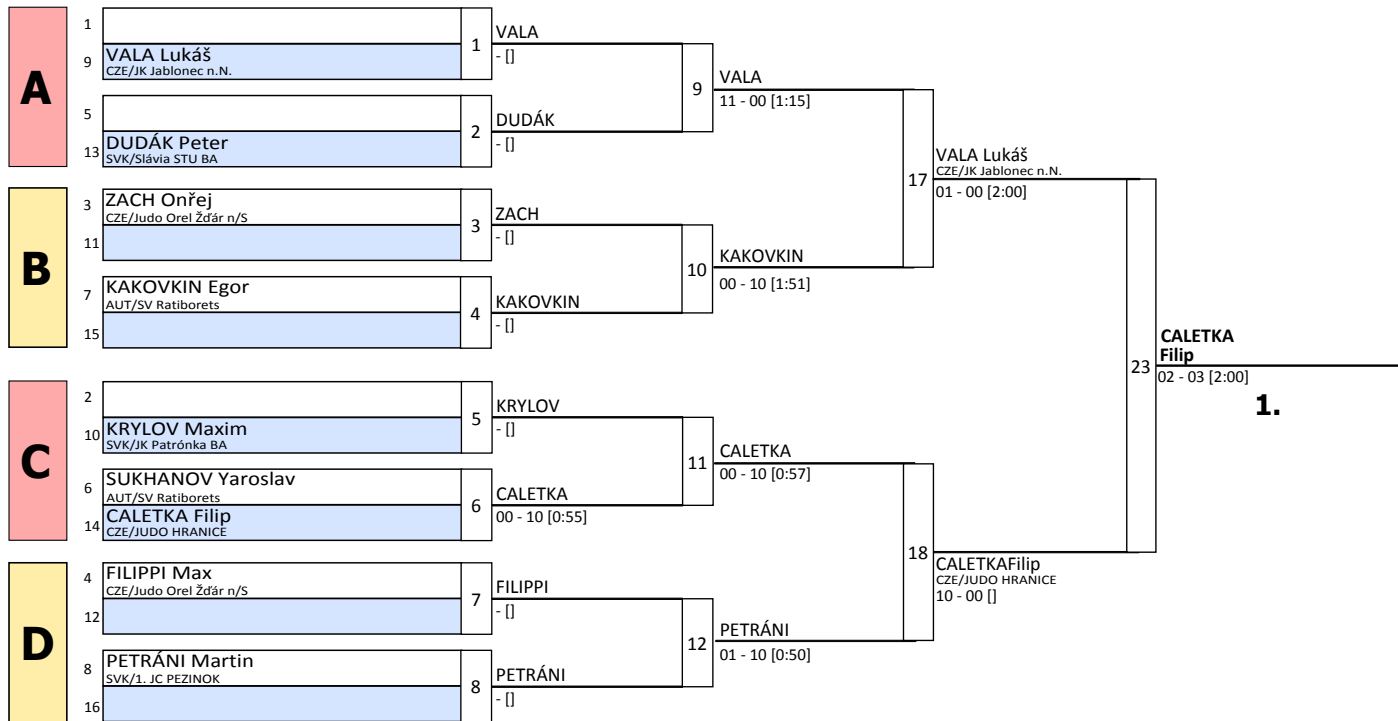 A
1
9
VALA Lukáš
CZE/JK Jablonec n.N.
1
VALA
- []
5
13
DUDÁK Peter
SVK/Slávia STU BA
2
DUDÁK
- []
9
VALA
11 - 00 [1:15]
B
3
ZACH Onřej
CZE/Judo Orel Žďár n/S
11
3
ZACH
- []
7
KAKOVKIN Egor
AUT/SV Ratiborets
15
4
KAKOVKIN
- []
10
KAKOVKIN
00 - 10 [1:51]
17
VALA Lukáš
CZE/JK Jablonec n.N.
01 - 00 [2:00]
C
2
10
KRYLOV Maxim
SVK/JK Patrónka BA
5
KRYLOV
- []
6
SUKHANOV Yaroslav
AUT/SV Ratiborets
14
CALETKA Filip
CZE/JUDO HRANICE
6
CALETKA
00 - 10 [0:55]
11
CALETKA
00 - 10 [0:57]
D
4
FILIPPI Max
CZE/Judo Orel Žďár n/S
12
7
FILIPPI
- []
8
PETRÁNI Martin
SVK/1. JC PEZINOK
16
8
PETRÁNI
- []
12
PETRÁNI
01 - 10 [0:50]
18
CALETKAFilip
CZE/JUDO HRANICE
10 - 00 []
23
CALETKA
Filip
02 - 03 [2:00]
1.